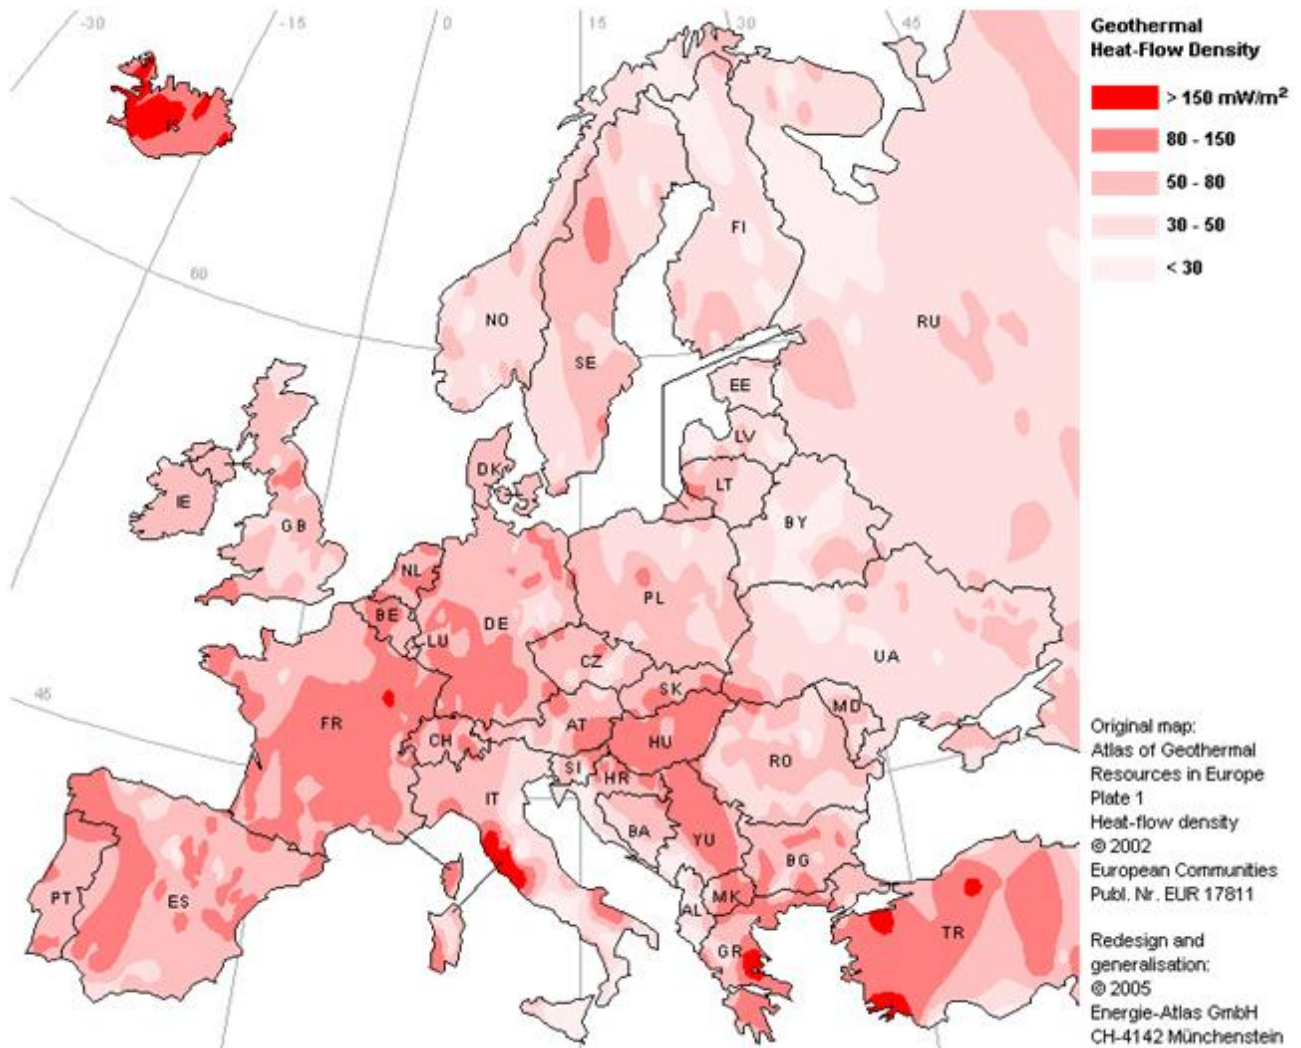 -30
-15
0
15
30
45
60
45
IS
NO
SE
FI
RU
EE
LV
LT
BY
DK
IE
GB
NL
BE
LU
DE
PL
CZ
SK
UA
MD
FR
CH
AT
HU
RO
SI
HR
IT
BA
YU
BG
PT
ES
AL
MK
GR
TR
Geothermal
Heat-Flow Density
> 150 mW/m²
80 - 150
50 - 80
30 - 50
< 30
Original map:
Atlas of Geothermal
Resources in Europe
Plate 1
Heat-flow density
© 2002
European Communities
Publ. Nr. EUR 17811
Redesign and
generalisation:
© 2005
Energie-Atlas GmbH
CH-4142 Münchenstein